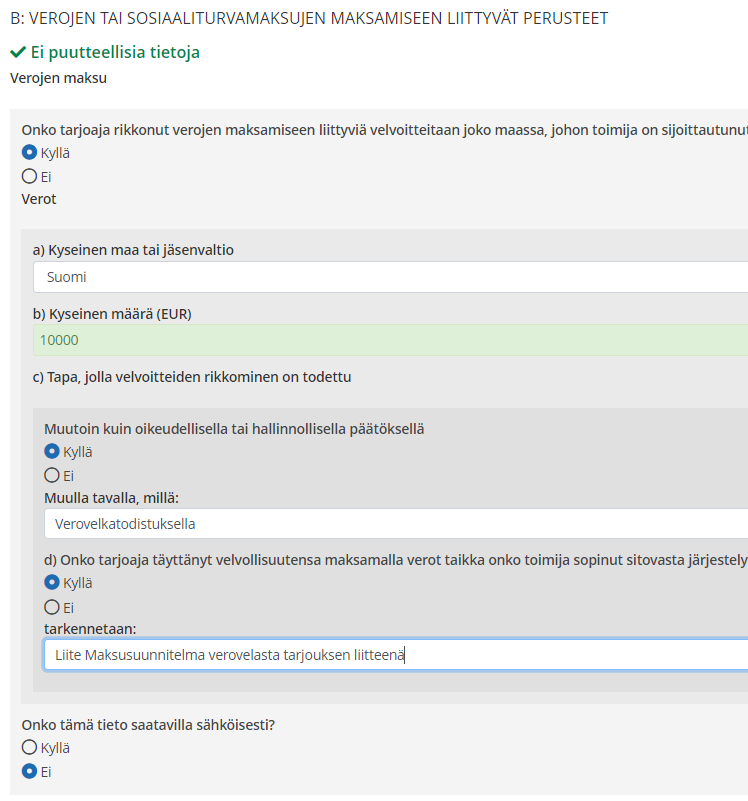 B: VEROJEN TAI SOSIAALITURVAMAKSUJEN MAKSAMISEEN LIITTYVÄT PERUSTEET
Ei puutteellisia tietoja
Verojen maksu
Onko tarjoaja rikkonut verojen maksamiseen liittyviä velvoitteitaan joko maassa, johon toimija on sijoittautunut
Kyllä
Ei
Verot
a) Kyseinen maa tai jäsenvaltio
Suomi
b) Kyseinen määrä (EUR)
10000
c) Tapa, jolla velvoitteiden rikkominen on todettu
Muutoin kuin oikeudellisella tai hallinnollisella päätöksellä
Kyllä
Ei
Muulla tavalla, millä:
Verovelkatodistuksella
d) Onko tarjoaja täyttänyt velvollisuutensa maksamalla verot taikka onko toimija sopinut sitovasta järjestely
Kyllä
Ei
tarkennetaan:
Liite Maksusuunnitelma verovelasta tarjouksen liitteenä
Onko tämä tieto saatavilla sähköisesti?
Kyllä
Ei